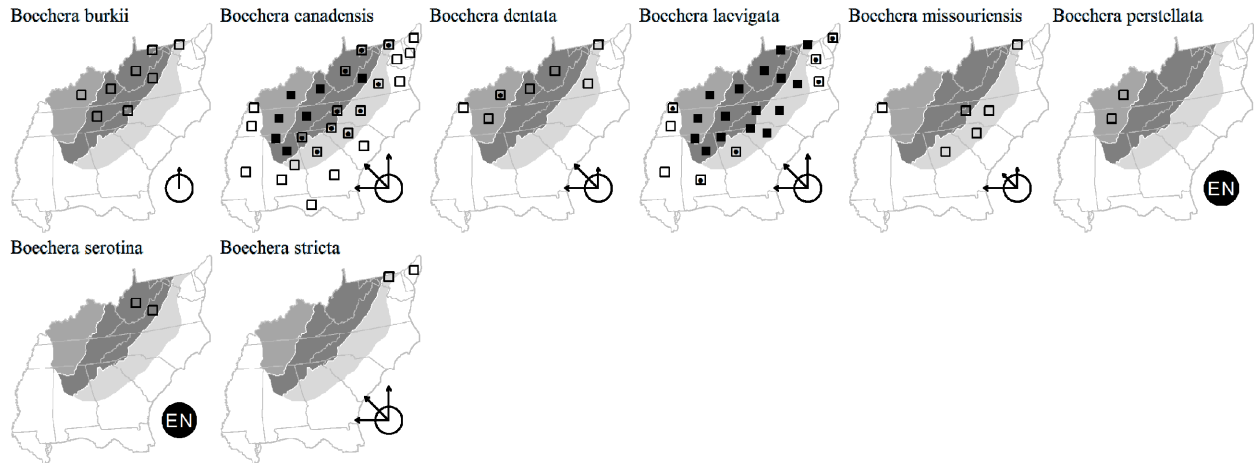 Boechera burkii
Boechera canadensis
Boechera dentata
Boechera laevigata
Boechera missouriensis
Boechera perstellata
EN
Boechera serotina
Boechera stricta
EN